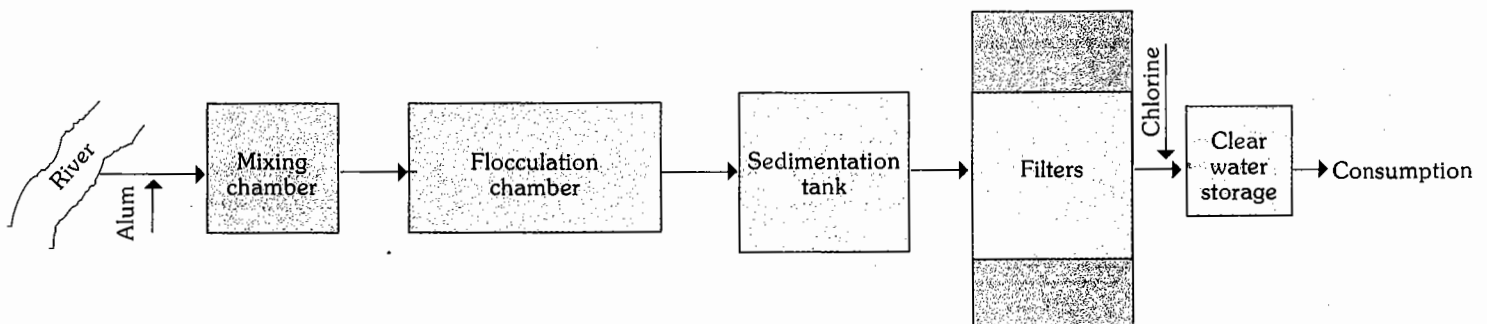 River
Alum
Mixing
chamber
Flocculation
chamber
Sedimentation
tank
Filters
Chlorine
Clear
water
storage
Consumption